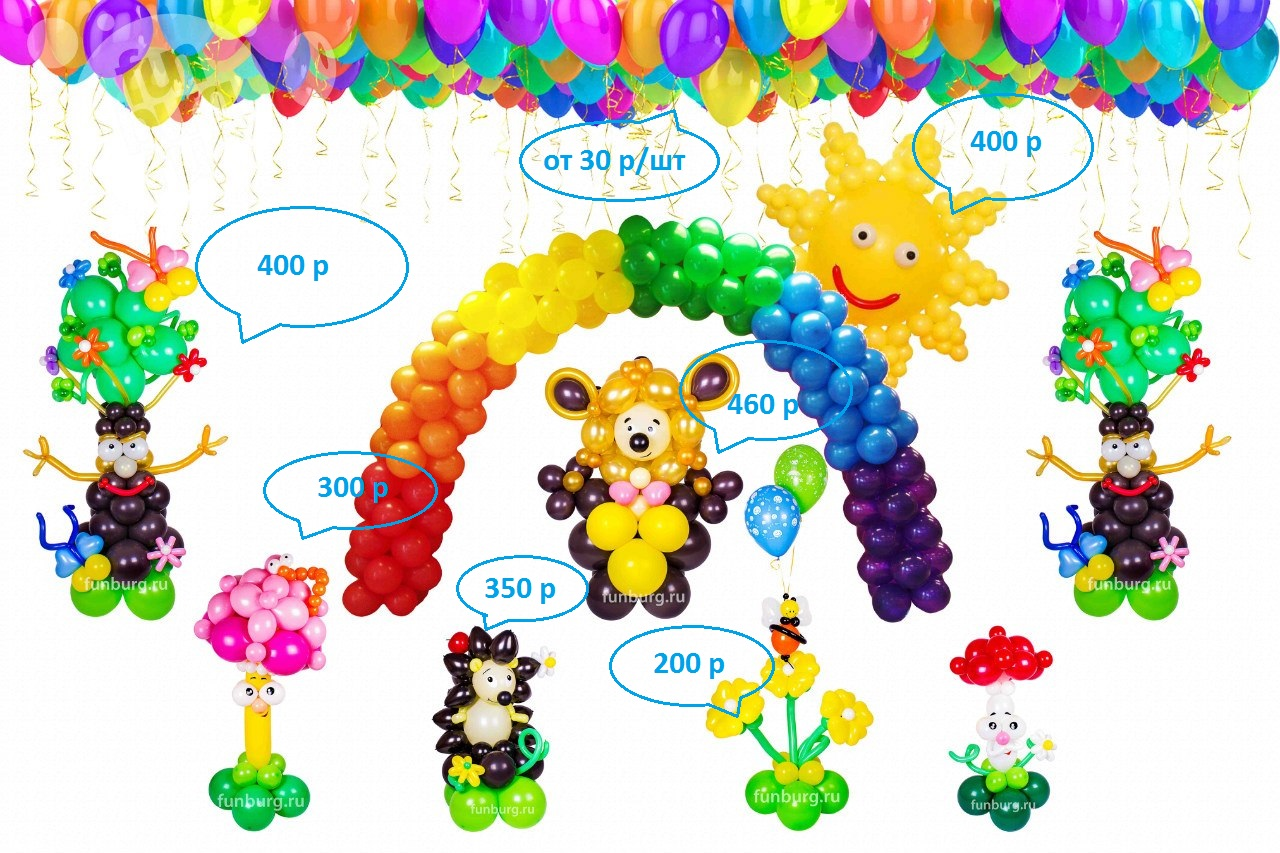 400 р
от 30 р/шт
400 р
460 р
300 р
350 р
200 р
funburg.ru
funburg.ru
funburg.ru
funburg.ru
funburg.ru
funburg.ru
funburg.ru